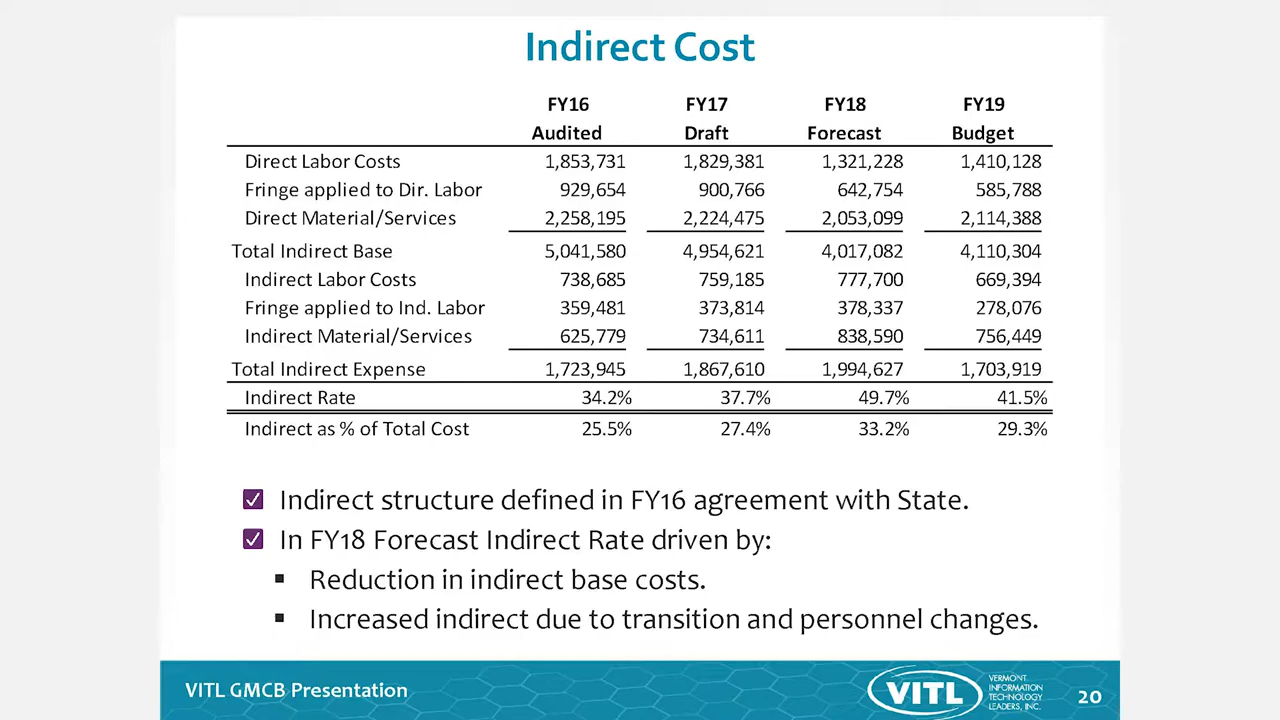 Indirect Cost
FY16 FY17 FY18 FY19
Audited Draft Forecast Budget
Direct Labor Costs 1,853,731 1,829,381 1,321,228 1,410,128
Fringe applied to Dir. Labor 929,654 900,766 642,754 585,788
Direct Material/Services 2,258,195 2,224,475 2,053,099 2,114,388
Total Indirect Base 5,041,580 4,954,621 4,017,082 4,110,304
Indirect Labor Costs 738,685 759,185 777,700 669,394
Fringe applied to Ind. Labor 359,481 373,814 378,337 278,076
Indirect Material/Services 625,779 734,611 838,590 756,449
Total Indirect Expense 1,723,945 1,867,610 1,994,627 1,703,919
Indirect Rate 34.2% 37.7% 49.7% 41.5%
Indirect as % of Total Cost 25.5% 27.4% 33.2% 29.3%
Indirect structure defined in FY16 agreement with State.
In FY18 Forecast Indirect Rate driven by:
Reduction in indirect base costs.
Increased indirect due to transition and personnel changes.
VITL GMCB Presentation
VITL
VERMONT
INFORMATION
TECHNOLOGY
LEADERS, INC.
20